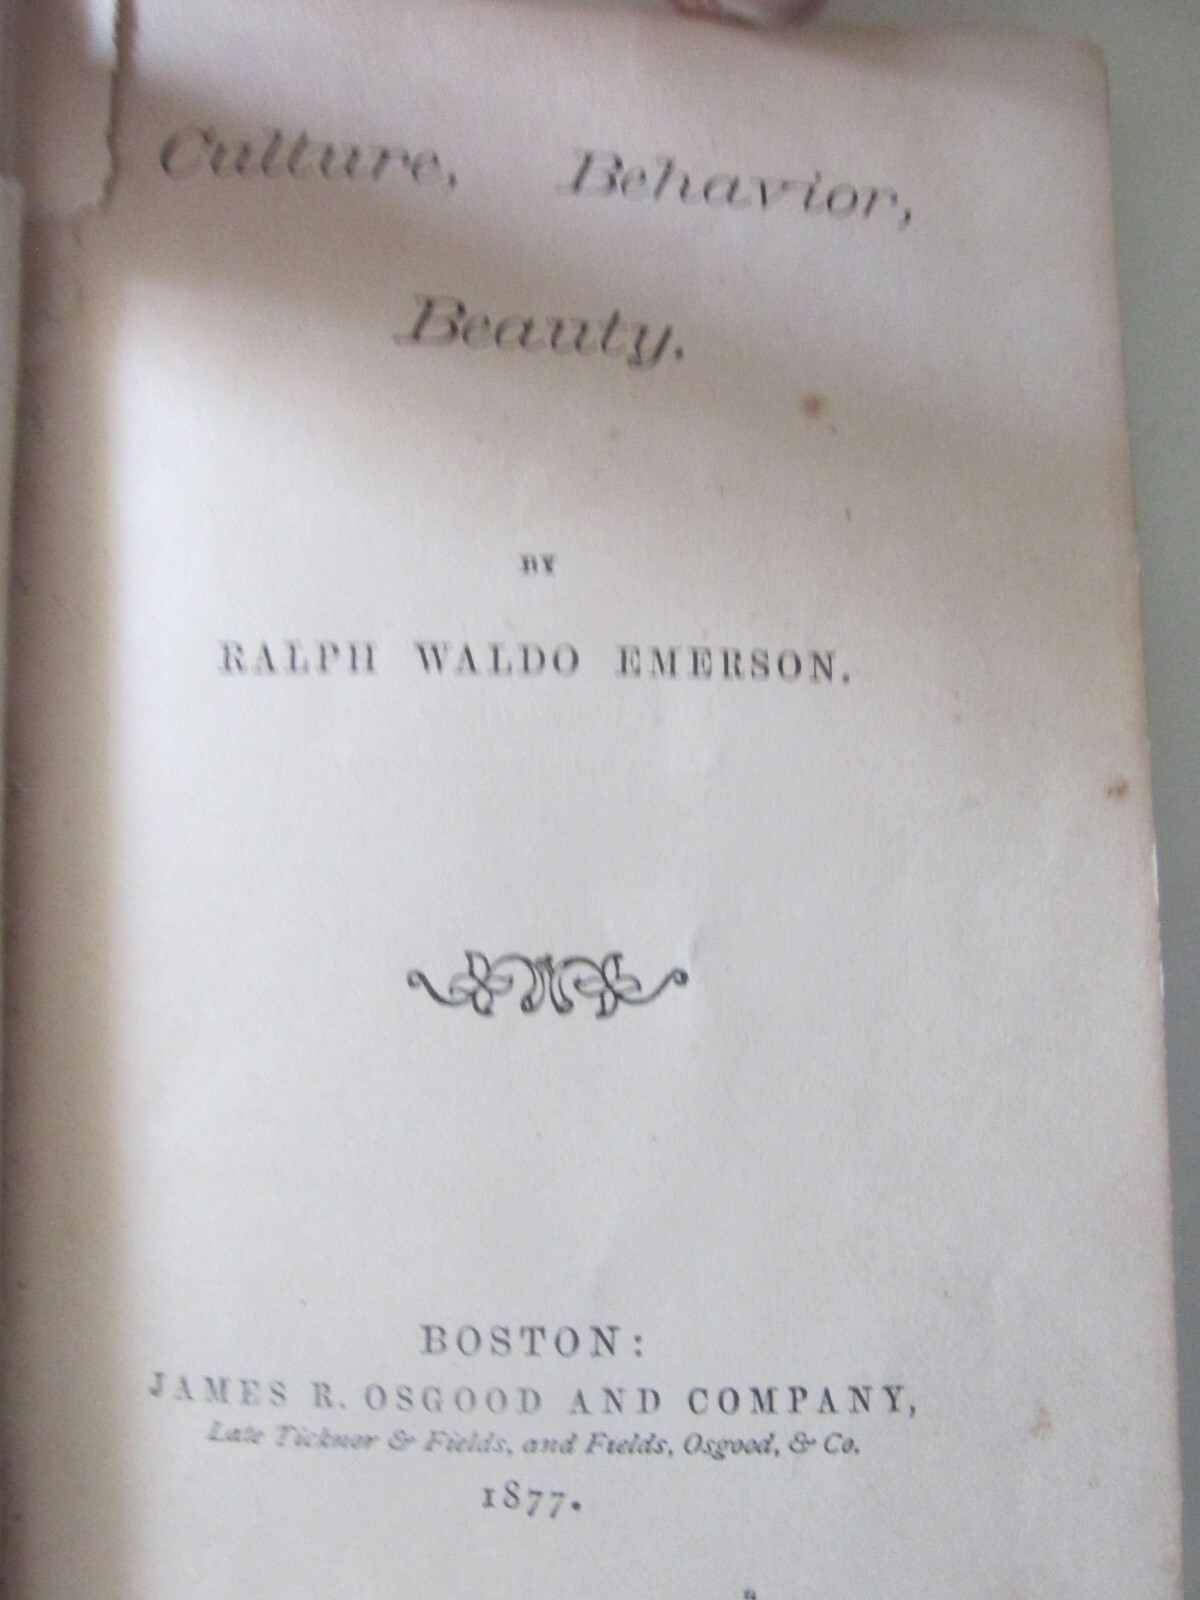 Culture, Behavior,
Beauty.
BY
RALPH WALDO EMERSON.
BOSTON:
JAMES R. OSGOOD AND COMPANY,
Late Ticknor & Fields, and Fields, Osgood, & Co.
1877.